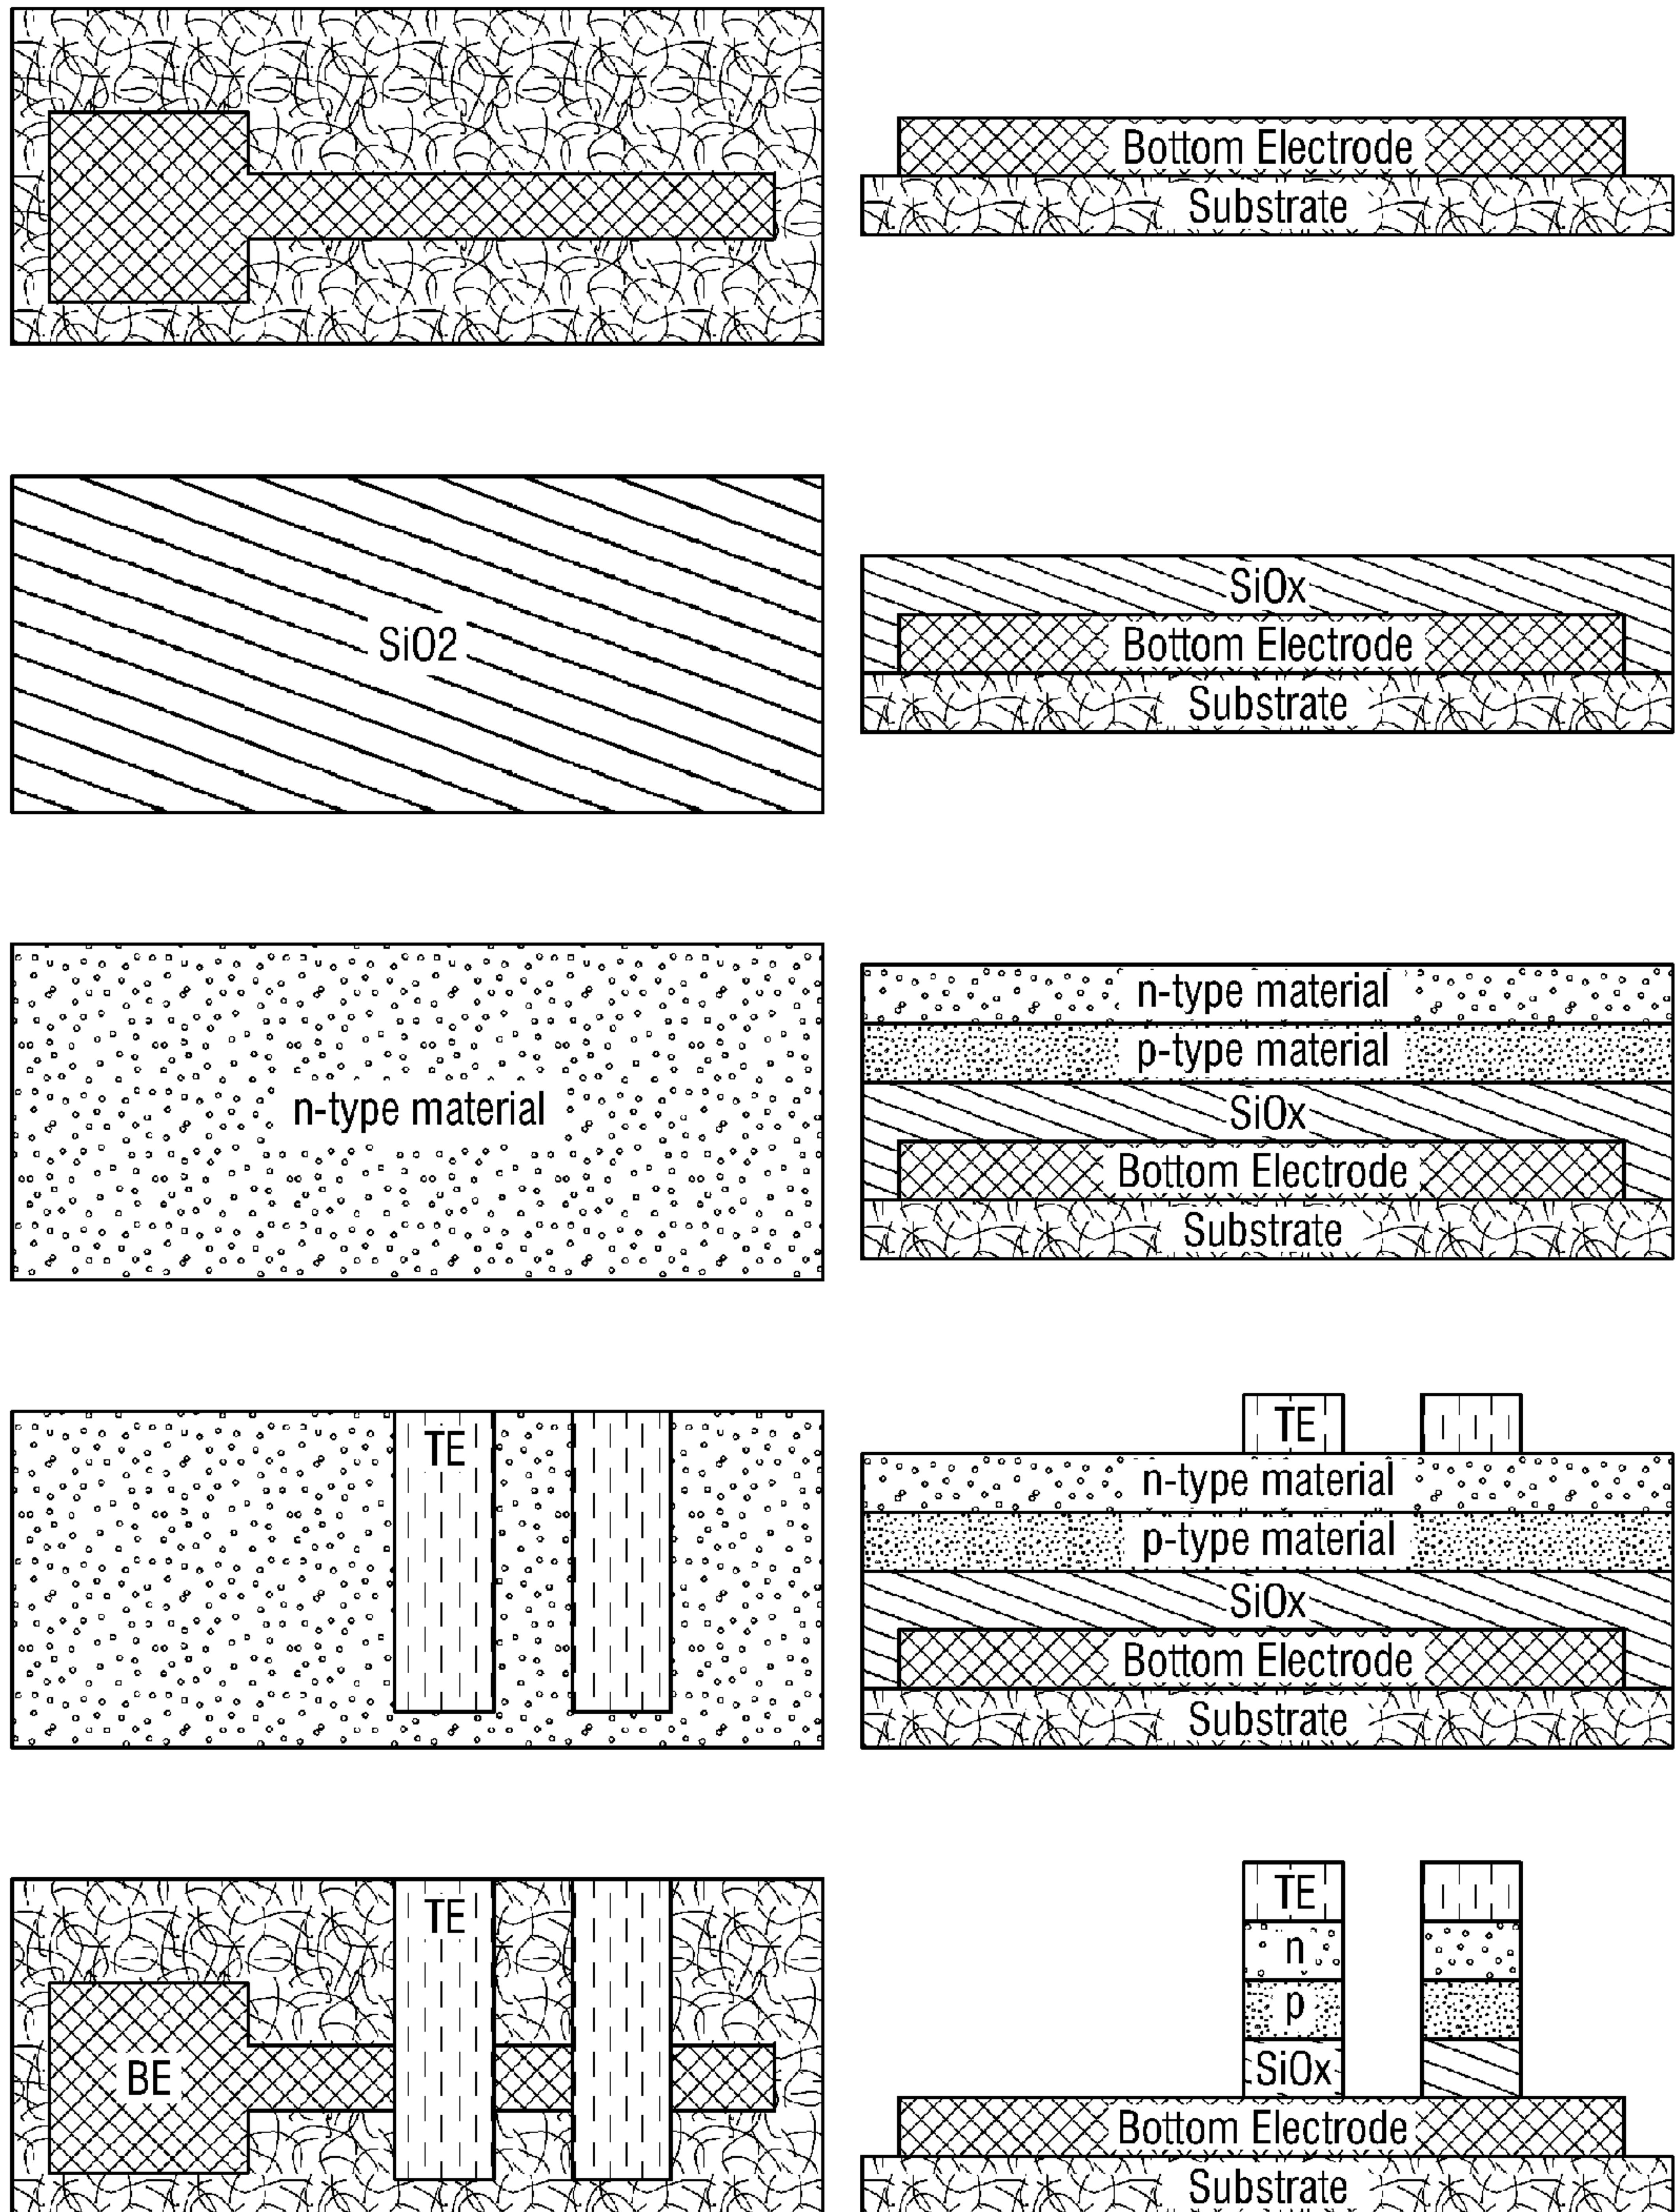 Bottom Electrode
Substrate
SiO2
SiOx
Bottom Electrode
Substrate
n-type material
n-type material
p-type material
SiOx
Bottom Electrode
Substrate
TE
TE
n-type material
p-type material
SiOx
Bottom Electrode
Substrate
TE
BE
TE
n
p
SiOx
Bottom Electrode
Substrate